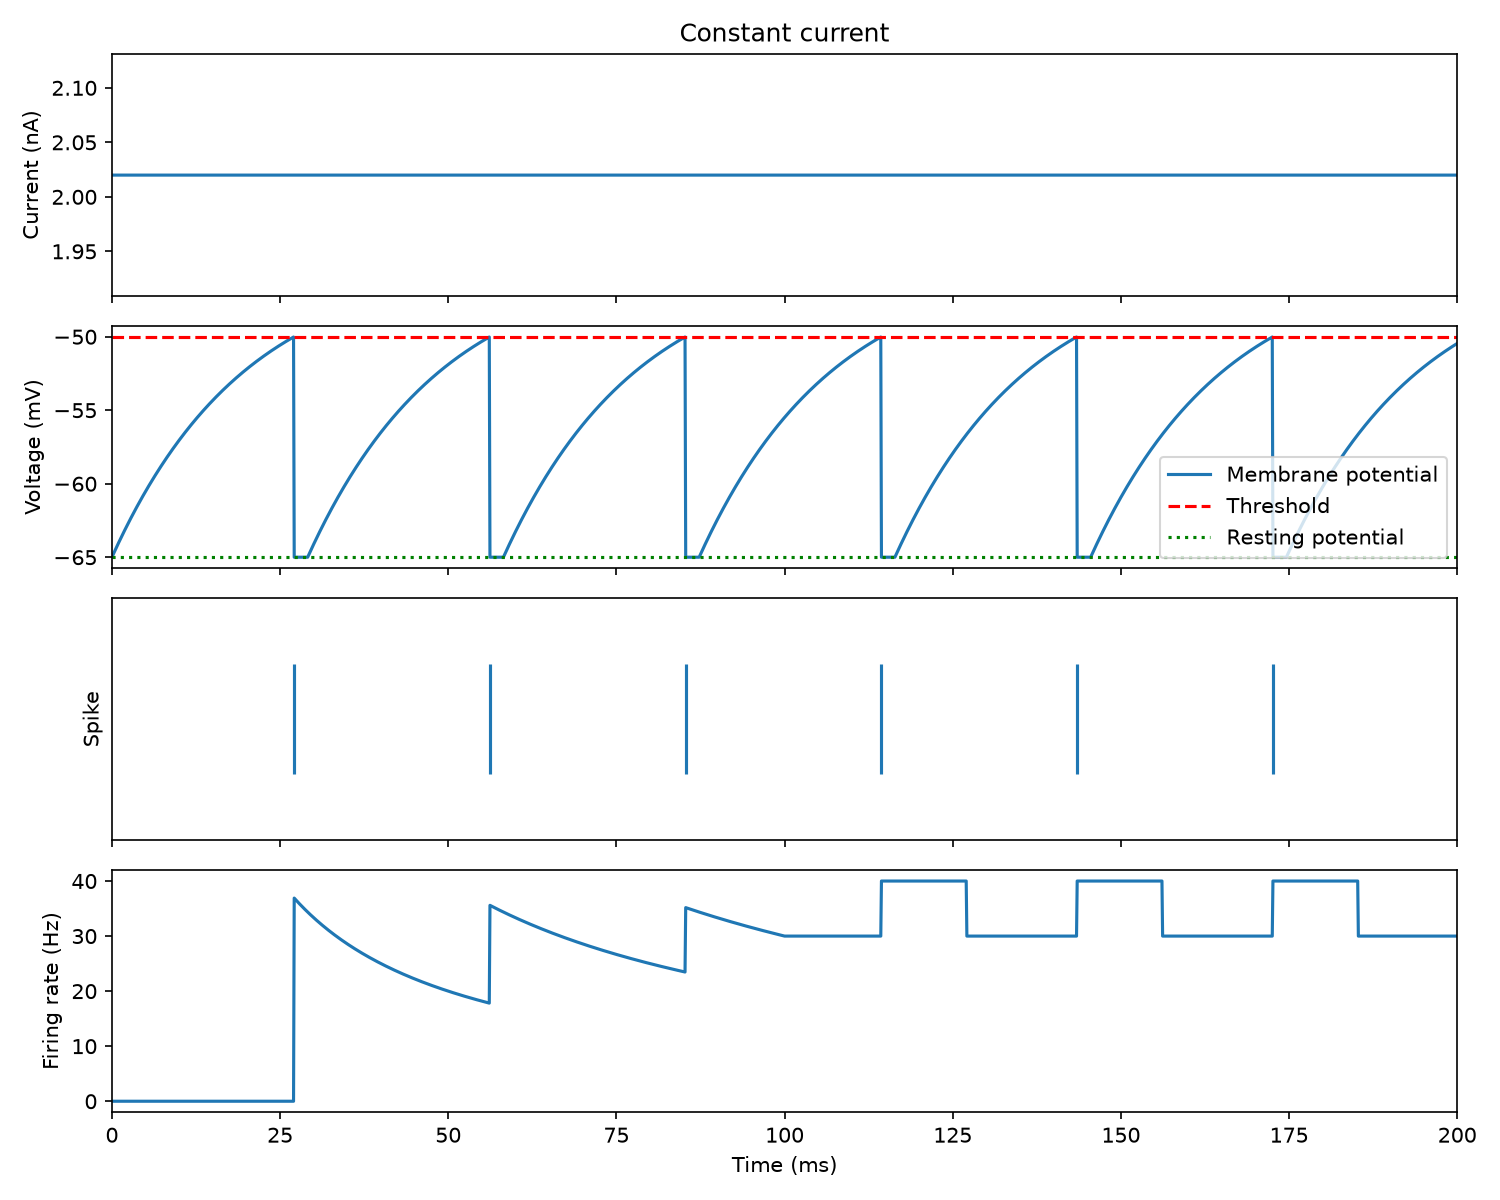 Constant current
Current (nA)
2.10
2.05
2.00
1.95
Voltage (mV)
−50
−55
−60
−65
Membrane potential
Threshold
Resting potential
Spike
Firing rate (Hz)
40
30
20
10
0
0 25 50 75 100 125 150 175 200
Time (ms)